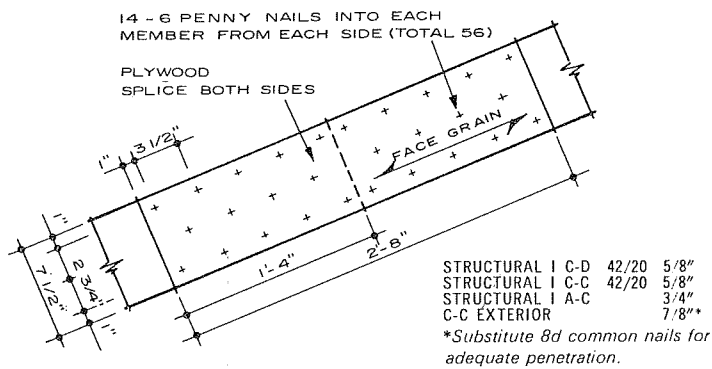 14 - 6 PENNY NAILS INTO EACH
MEMBER FROM EACH SIDE (TOTAL 56)
PLYWOOD
SPLICE BOTH SIDES
FACE GRAIN
1"
3 1/2"
1"
2 3/4"
7 1/2"
1"
1'-4"
2'-8"
STRUCTURAL I C-D 42/20 5/8"
STRUCTURAL I C-C 42/20 5/8"
STRUCTURAL I A-C 3/4"
C-C EXTERIOR 7/8"*
*Substitute 8d common nails for
adequate penetration.